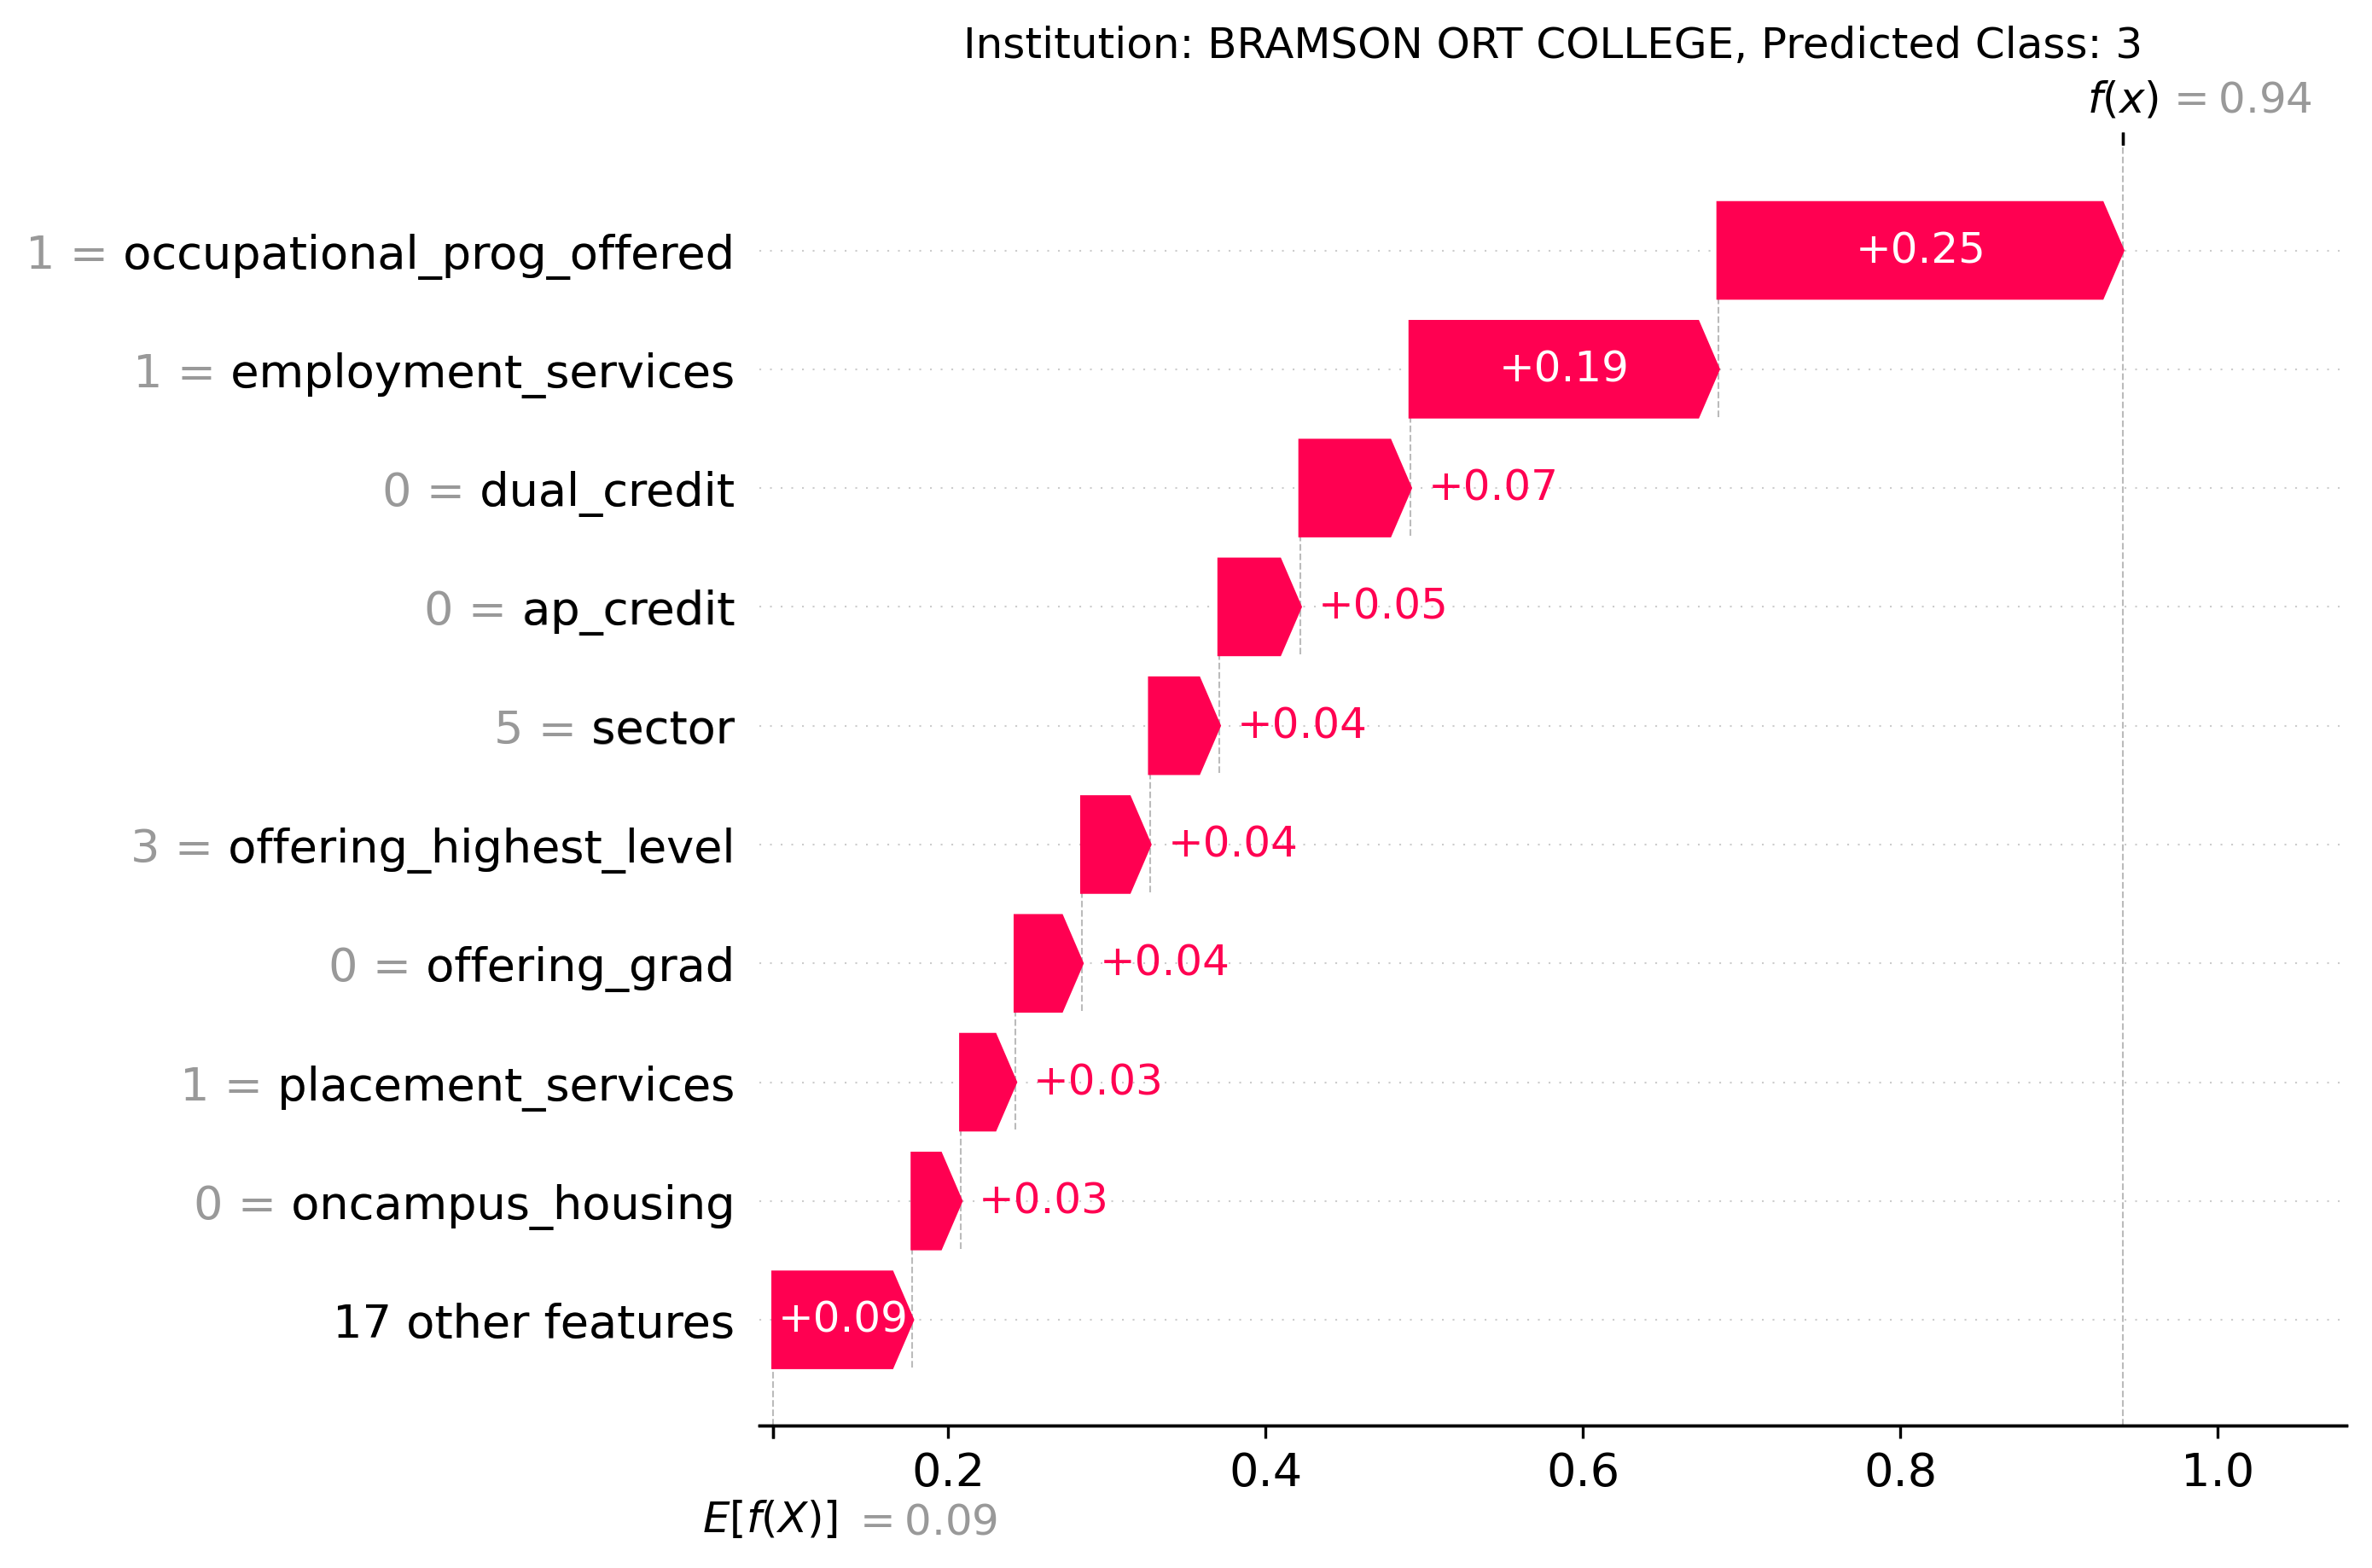 Institution: BRAMSON ORT COLLEGE, Predicted Class: 3
f(x) = 0.94
1 = occupational_prog_offered +0.25
1 = employment_services +0.19
0 = dual_credit +0.07
0 = ap_credit +0.05
5 = sector +0.04
3 = offering_highest_level +0.04
0 = offering_grad +0.04
1 = placement_services +0.03
0 = oncampus_housing +0.03
17 other features +0.09
0.2 0.4 0.6 0.8 1.0
E[f(X)] = 0.09